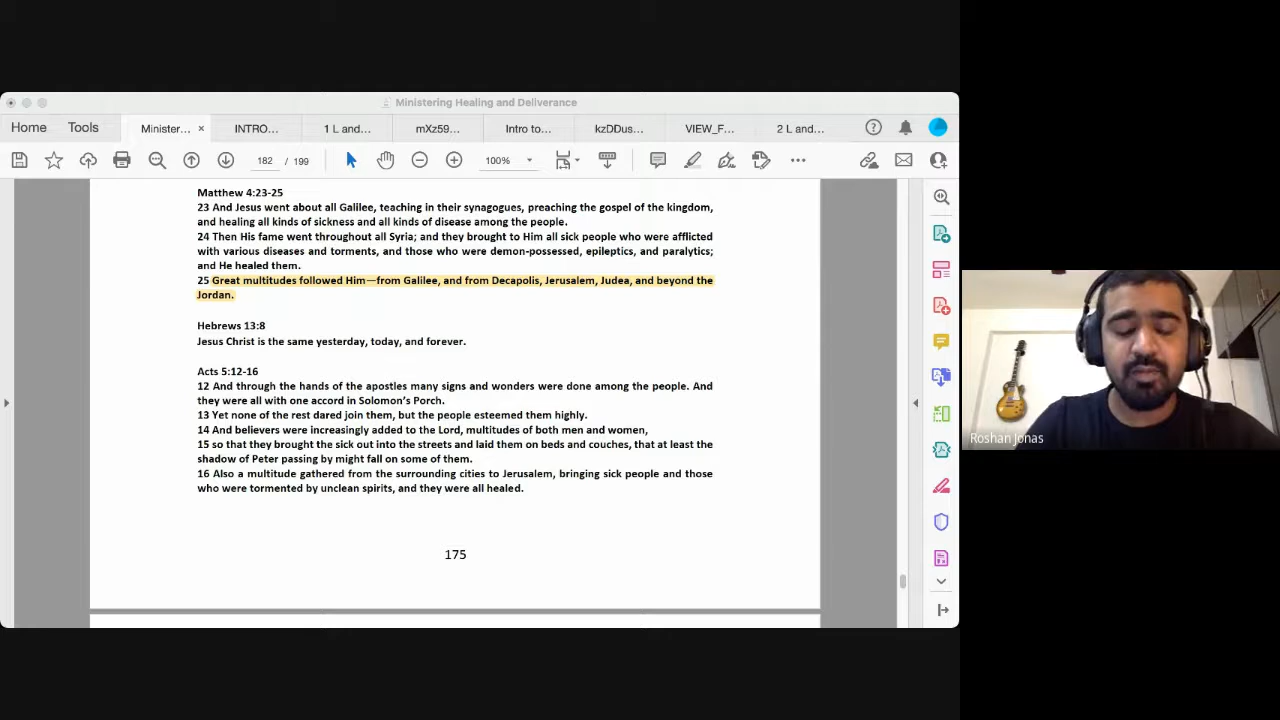 Ministering Healing and Deliverance
Home Tools Minister... × INTRO... 1 L and... mXz59... Intro to... kzDDus... VIEW_F... 2 L and...
182 / 199 100%
Matthew 4:23-25
23 And Jesus went about all Galilee, teaching in their synagogues, preaching the gospel of the kingdom,
and healing all kinds of sickness and all kinds of disease among the people.
24 Then His fame went throughout all Syria; and they brought to Him all sick people who were afflicted
with various diseases and torments, and those who were demon-possessed, epileptics, and paralytics;
and He healed them.
25 Great multitudes followed Him—from Galilee, and from Decapolis, Jerusalem, Judea, and beyond the
Jordan.
Hebrews 13:8
Jesus Christ is the same yesterday, today, and forever.
Acts 5:12-16
12 And through the hands of the apostles many signs and wonders were done among the people. And
they were all with one accord in Solomon's Porch.
13 Yet none of the rest dared join them, but the people esteemed them highly.
14 And believers were increasingly added to the Lord, multitudes of both men and women,
15 so that they brought the sick out into the streets and laid them on beds and couches, that at least the
shadow of Peter passing by might fall on some of them.
16 Also a multitude gathered from the surrounding cities to Jerusalem, bringing sick people and those
who were tormented by unclean spirits, and they were all healed.
175
Roshan Jonas